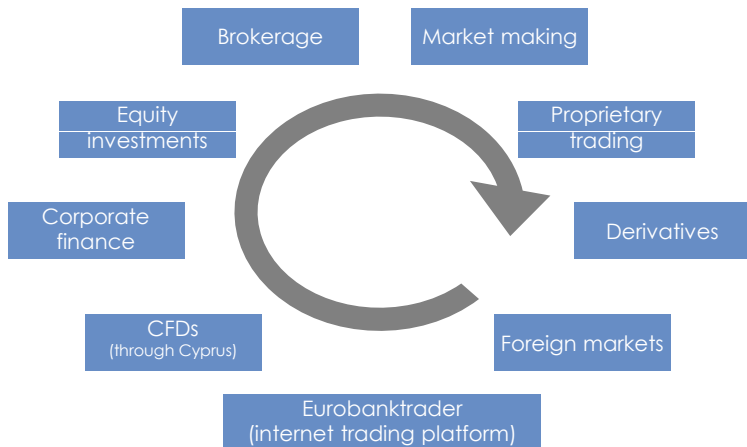 Brokerage
Market making
Equity
investments
Proprietary
trading
Corporate
finance
Derivatives
CFDs
(through Cyprus)
Foreign markets
Eurobanktrader
(internet trading platform)